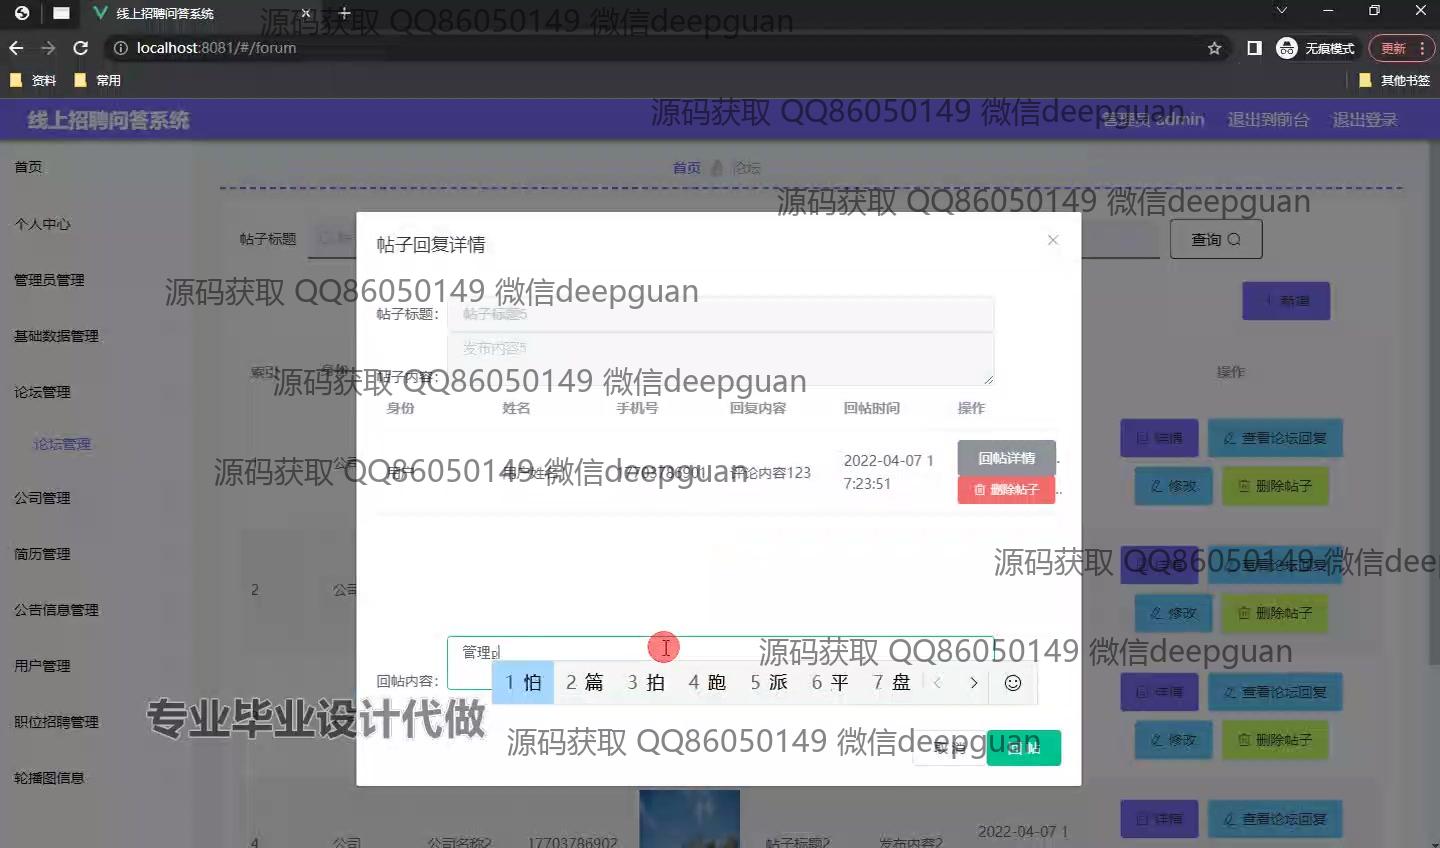 线上招聘问答系统
源码获取 QQ86050149 微信deepguan
localhost:8081/#/forum
无痕模式
更新
资料
常用
其他书签
线上招聘问答系统
源码获取 QQ86050149 微信deepguan
管理员 admin
退出到前台
退出登录
首页
首页
论坛
源码获取 QQ86050149 微信deepguan
个人中心
帖子标题
查询
帖子回复详情
管理员管理
源码获取 QQ86050149 微信deepguan
新增
帖子标题：
帖子标题5
基础数据管理
发布内容5
索引
操作
源码获取 QQ86050149 微信deepguan
帖子内容：
论坛管理
身份
姓名
手机号
回复内容
回帖时间
操作
论坛管理
详情
查看论坛回复
回帖详情
源码获取 QQ86050149 微信deepguan
用户
用户姓名
17703786901
评论内容123
2022-04-07 1
7:23:51
删除帖子
修改
删除帖子
公司管理
简历管理
源码获取 QQ86050149 微信deep
详情
查看论坛回复
2
公司
修改
删除帖子
公告信息管理
用户管理
管理p
源码获取 QQ86050149 微信deepguan
回帖内容：
1 怕 2 篇 3 拍 4 跑 5 派 6 平 7 盘
详情
查看论坛回复
专业毕业设计代做
职位招聘管理
源码获取 QQ86050149 微信deepguan
取消
回帖
修改
删除帖子
轮播图信息
详情
查看论坛回复
4
公司
公司名称2
17703786902
帖子标题2
发布内容2
2022-04-07 1